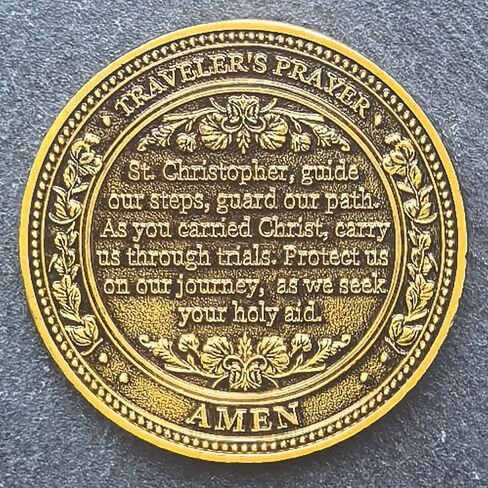 TRAVELER'S PRAYER
St. Christopher, guide
our steps, guard our path.
As you carried Christ, carry
us through trials. Protect us
on our journey, as we seek
your holy aid.
AMEN